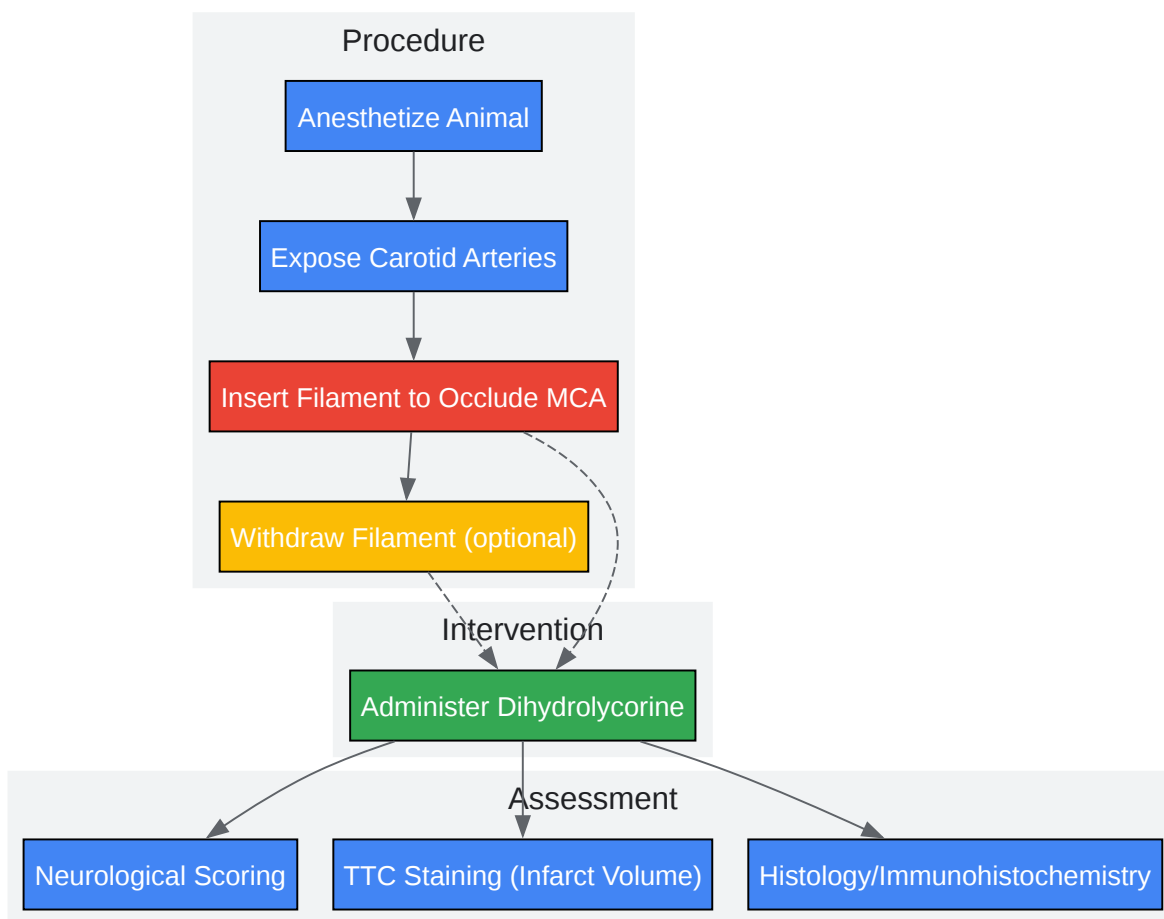 Procedure
Anesthetize Animal
Expose Carotid Arteries
Insert Filament to Occlude MCA
Withdraw Filament (optional)
Intervention
Administer Dihydrolycorine
Assessment
Neurological Scoring
TTC Staining (Infarct Volume)
Histology/Immunohistochemistry